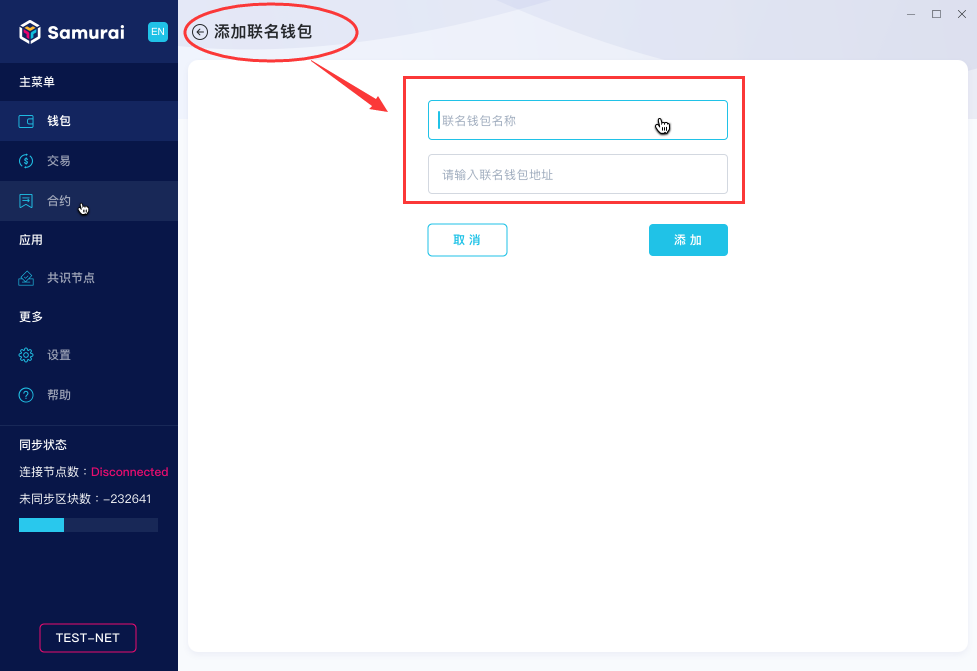 Samurai
EN
主菜单
钱包
交易
合约
应用
共识节点
更多
设置
帮助
同步状态
连接节点数：Disconnected
未同步区块数：-232641
TEST-NET
添加联名钱包
联名钱包名称
请输入联名钱包地址
取 消
添 加